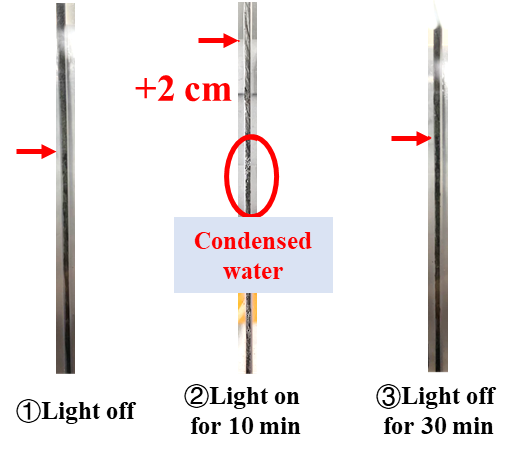 +2 cm
Condensed
water
①Light off
②Light on
for 10 min
③Light off
for 30 min